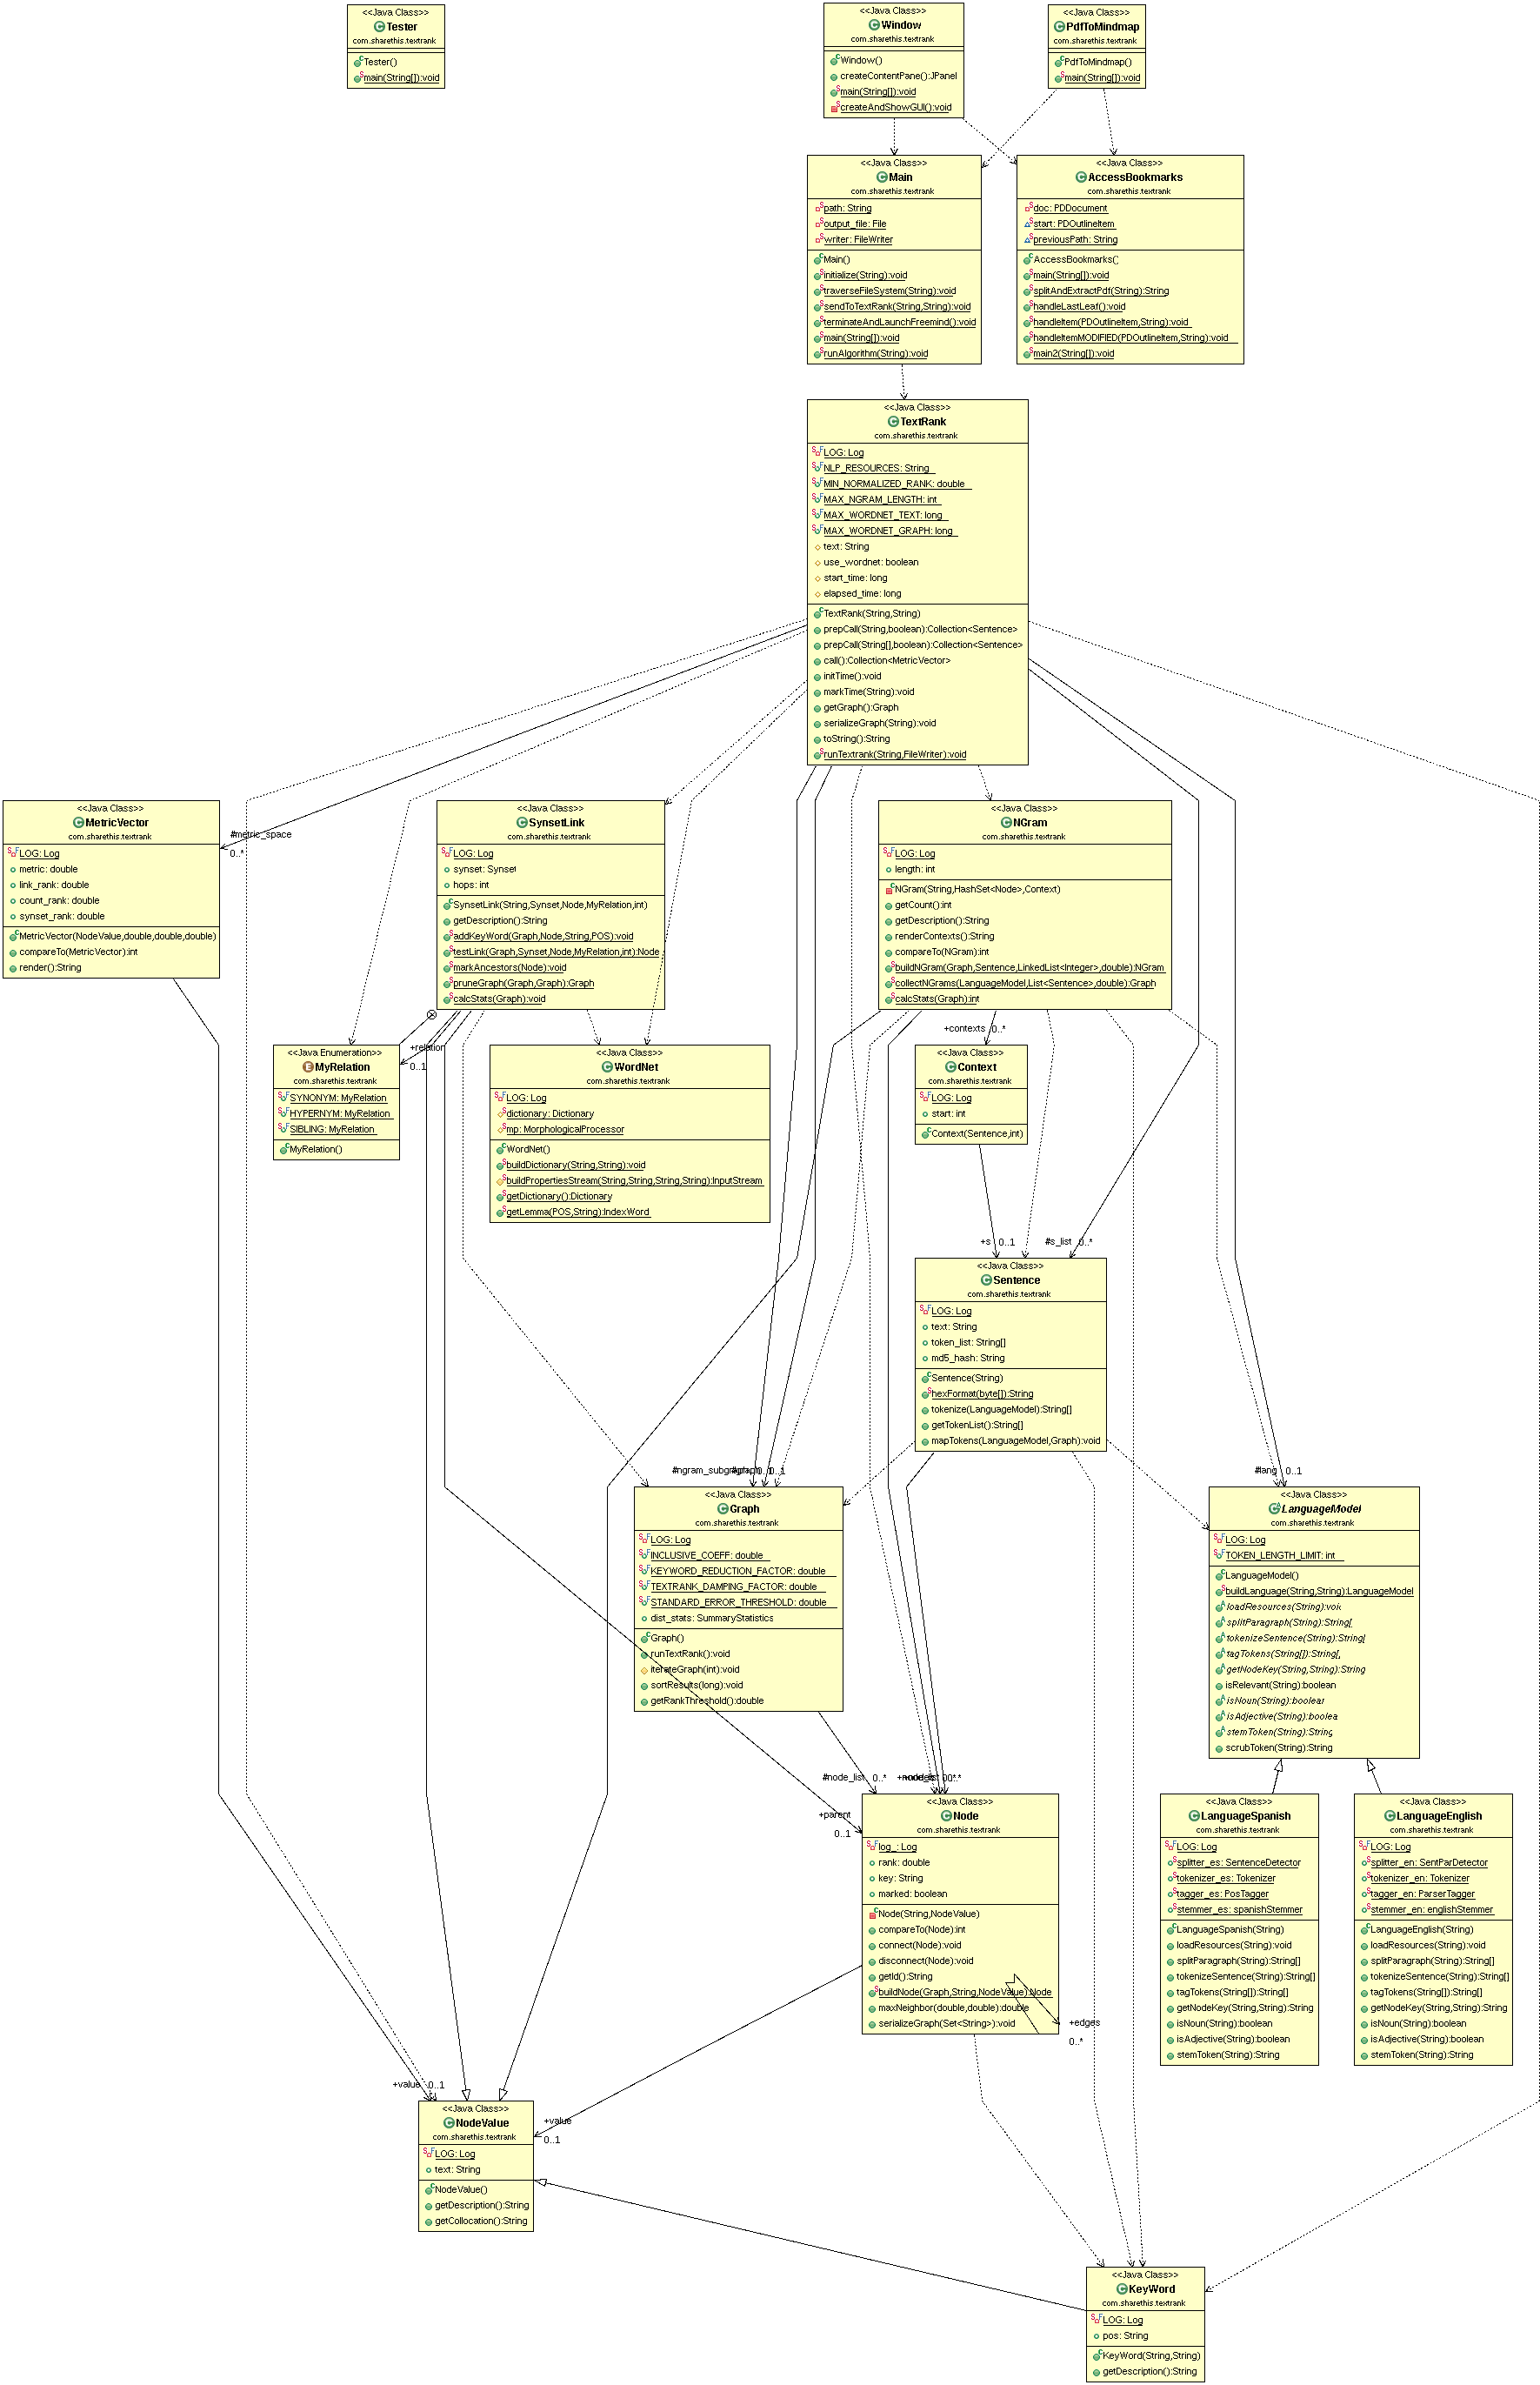 <<Java Class>>
Tester
com.sharethis.textrank
Tester()
main(String[]):void
<<Java Class>>
Window
com.sharethis.textrank
Window()
createContentPane():JPanel
main(String[]):void
createAndShowGUI():void
<<Java Class>>
PdfToMindmap
com.sharethis.textrank
PdfToMindmap()
main(String[]):void
<<Java Class>>
Main
com.sharethis.textrank
path: String
output_file: File
writer: FileWriter
Main()
initialize(String):void
traverseFileSystem(String):void
sendToTextRank(String,String):void
terminateAndLaunchFreemind():void
main(String[]):void
runAlgorithm(String):void
<<Java Class>>
AccessBookmarks
com.sharethis.textrank
doc: PDDocument
start: PDOutlineItem
previousPath: String
AccessBookmarks()
main(String[]):void
splitAndExtractPdf(String):String
handleLastLeaf():void
handleItem(PDOutlineItem,String):void
handleItemMODIFIED(PDOutlineItem,String):void
main2(String[]):void
<<Java Class>>
TextRank
com.sharethis.textrank
LOG: Log
NLP_RESOURCES: String
MIN_NORMALIZED_RANK: double
MAX_NGRAM_LENGTH: int
MAX_WORDNET_TEXT: long
MAX_WORDNET_GRAPH: long
text: String
use_wordnet: boolean
start_time: long
elapsed_time: long
TextRank(String,String)
prepCall(String,boolean):Collection<Sentence>
prepCall(String[],boolean):Collection<Sentence>
call():Collection<MetricVector>
initTime():void
markTime(String):void
getGraph():Graph
serializeGraph(String):void
toString():String
runTextrank(String,FileWriter):void
<<Java Class>>
MetricVector
com.sharethis.textrank
LOG: Log
metric: double
link_rank: double
count_rank: double
synset_rank: double
MetricVector(NodeValue,double,double,double)
compareTo(MetricVector):int
render():String
#metric_space
0..*
<<Java Class>>
SynsetLink
com.sharethis.textrank
LOG: Log
synset: Synset
hops: int
SynsetLink(String,Synset,Node,MyRelation,int)
getDescription():String
addKeyWord(Graph,Node,String,POS):void
testLink(Graph,Synset,Node,MyRelation,int):Node
markAncestors(Node):void
pruneGraph(Graph,Graph):Graph
calcStats(Graph):void
<<Java Class>>
NGram
com.sharethis.textrank
LOG: Log
length: int
NGram(String,HashSet<Node>,Context)
getCount():int
getDescription():String
renderContexts():String
compareTo(NGram):int
buildNGram(Graph,Sentence,LinkedList<Integer>,double):NGram
collectNGrams(LanguageModel,List<Sentence>,double):Graph
calcStats(Graph):int
+relation
0..1
+contexts 0..*
<<Java Enumeration>>
MyRelation
com.sharethis.textrank
SYNONYM: MyRelation
HYPERNYM: MyRelation
SIBLING: MyRelation
MyRelation()
<<Java Class>>
WordNet
com.sharethis.textrank
LOG: Log
dictionary: Dictionary
mp: MorphologicalProcessor
WordNet()
buildDictionary(String,String):void
buildPropertiesStream(String,String,String,String):InputStream
getDictionary():Dictionary
getLemma(POS,String):IndexWord
<<Java Class>>
Context
com.sharethis.textrank
LOG: Log
start: int
Context(Sentence,int)
+s 0..1
#s_list 0..*
<<Java Class>>
Sentence
com.sharethis.textrank
LOG: Log
text: String
token_list: String[]
md5_hash: String
Sentence(String)
hexFormat(byte[]):String
tokenize(LanguageModel):String[]
getTokenList():String[]
mapTokens(LanguageModel,Graph):void
#ngram_subgraph 0..1
#lang 0..1
<<Java Class>>
Graph
com.sharethis.textrank
LOG: Log
INCLUSIVE_COEFF: double
KEYWORD_REDUCTION_FACTOR: double
TEXTRANK_DAMPING_FACTOR: double
STANDARD_ERROR_THRESHOLD: double
dist_stats: SummaryStatistics
Graph()
runTextRank():void
iterateGraph(int):void
sortResults(long):void
getRankThreshold():double
<<Java Class>>
LanguageModel
com.sharethis.textrank
LOG: Log
TOKEN_LENGTH_LIMIT: int
LanguageModel()
buildLanguage(String,String):LanguageModel
loadResources(String):void
splitParagraph(String):String[
tokenizeSentence(String):String[
tagTokens(String[]):String[,
getNodeKey(String,String):String
isRelevant(String):boolean
isNoun(String):boolean
isAdjective(String):boolea
stemToken(String):String
scrubToken(String):String
#node_list 0..*
+parent
0..1
<<Java Class>>
Node
com.sharethis.textrank
log_: Log
rank: double
key: String
marked: boolean
Node(String,NodeValue)
compareTo(Node):int
connect(Node):void
disconnect(Node):void
getId():String
buildNode(Graph,String,NodeValue):Node
maxNeighbor(double,double):double
serializeGraph(Set<String>):void
+edges
0..*
<<Java Class>>
LanguageSpanish
com.sharethis.textrank
LOG: Log
splitter_es: SentenceDetector
tokenizer_es: Tokenizer
tagger_es: PosTagger
stemmer_es: spanishStemmer
LanguageSpanish(String)
loadResources(String):void
splitParagraph(String):String[]
tokenizeSentence(String):String[]
tagTokens(String[]):String[]
getNodeKey(String,String):String
isNoun(String):boolean
isAdjective(String):boolean
stemToken(String):String
<<Java Class>>
LanguageEnglish
com.sharethis.textrank
LOG: Log
splitter_en: SentParDetector
tokenizer_en: Tokenizer
tagger_en: ParserTagger
stemmer_en: englishStemmer
LanguageEnglish(String)
loadResources(String):void
splitParagraph(String):String[]
tokenizeSentence(String):String[]
tagTokens(String[]):String[]
getNodeKey(String,String):String
isNoun(String):boolean
isAdjective(String):boolean
stemToken(String):String
+value 0..1
<<Java Class>>
NodeValue
com.sharethis.textrank
LOG: Log
text: String
NodeValue()
getDescription():String
getCollocation():String
+value
0..1
<<Java Class>>
KeyWord
com.sharethis.textrank
LOG: Log
pos: String
KeyWord(String,String)
getDescription():String